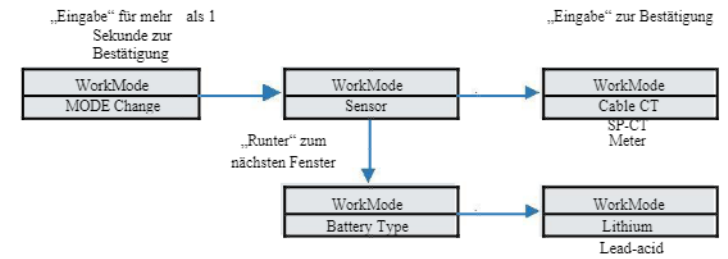 „Eingabe“ für mehr als 1
Sekunde zur
Bestätigung
„Eingabe“ zur Bestätigung
WorkMode
MODE Change
WorkMode
Sensor
WorkMode
Cable CT
SP-CT
Meter
„Runter“ zum
nächsten Fenster
WorkMode
Battery Type
WorkMode
Lithium
Lead-acid